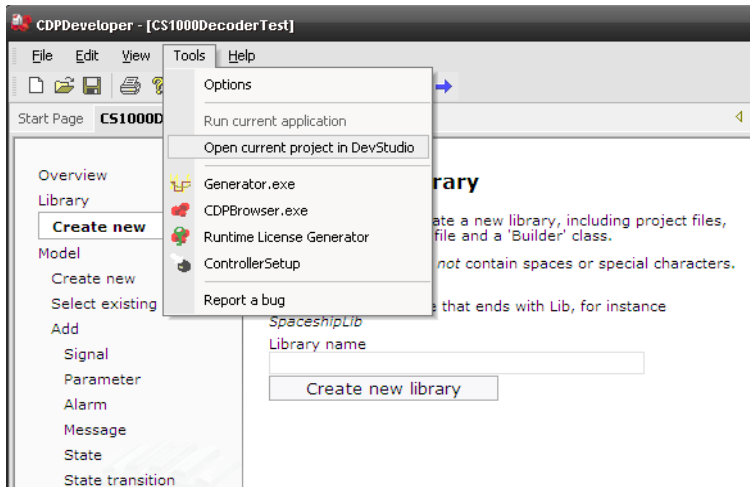 CDPDeveloper - [CS1000DecoderTest]
File Edit View Tools Help
Start Page CS1000D
Options
Run current application
Open current project in DevStudio
Generator.exe
CDPBrowser.exe
Runtime License Generator
ControllerSetup
Report a bug
Overview
Library
Create new
Model
Create new
Select existing
Add
Signal
Parameter
Alarm
Message
State
State transition
rary
ate a new library, including project files,
file and a 'Builder' class.
not contain spaces or special characters.
e that ends with Lib, for instance
SpaceshipLib
Library name
Create new library